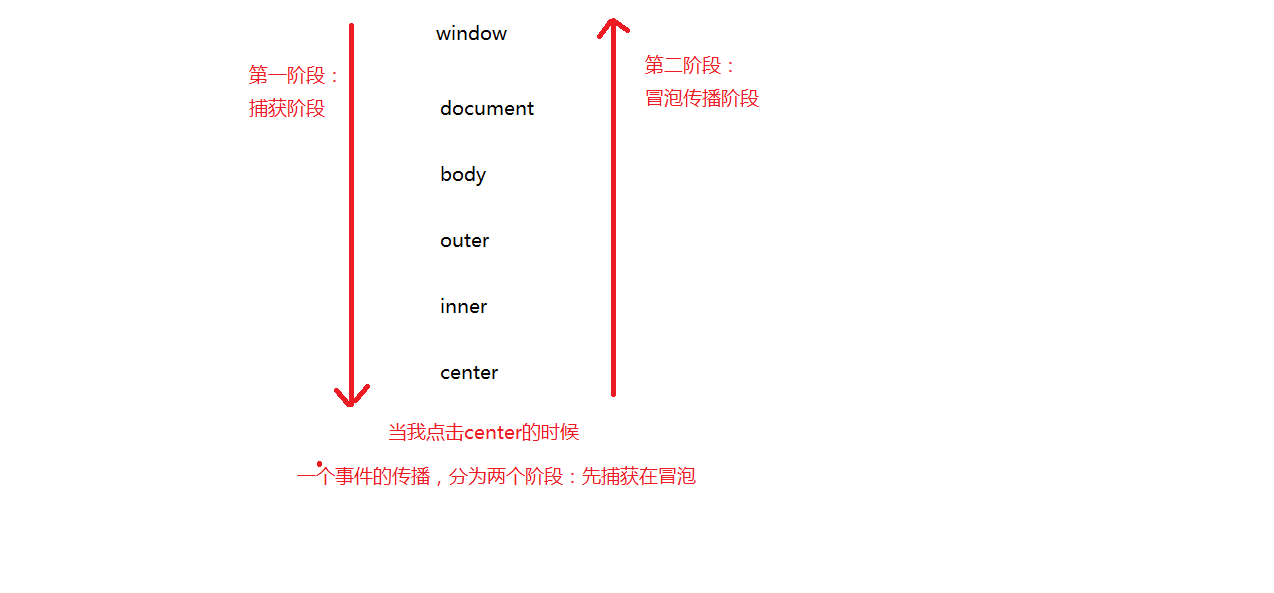 window
第一阶段：
捕获阶段
第二阶段：
冒泡传播阶段
document
body
outer
inner
center
当我点击center的时候
一个事件的传播，分为两个阶段：先捕获在冒泡